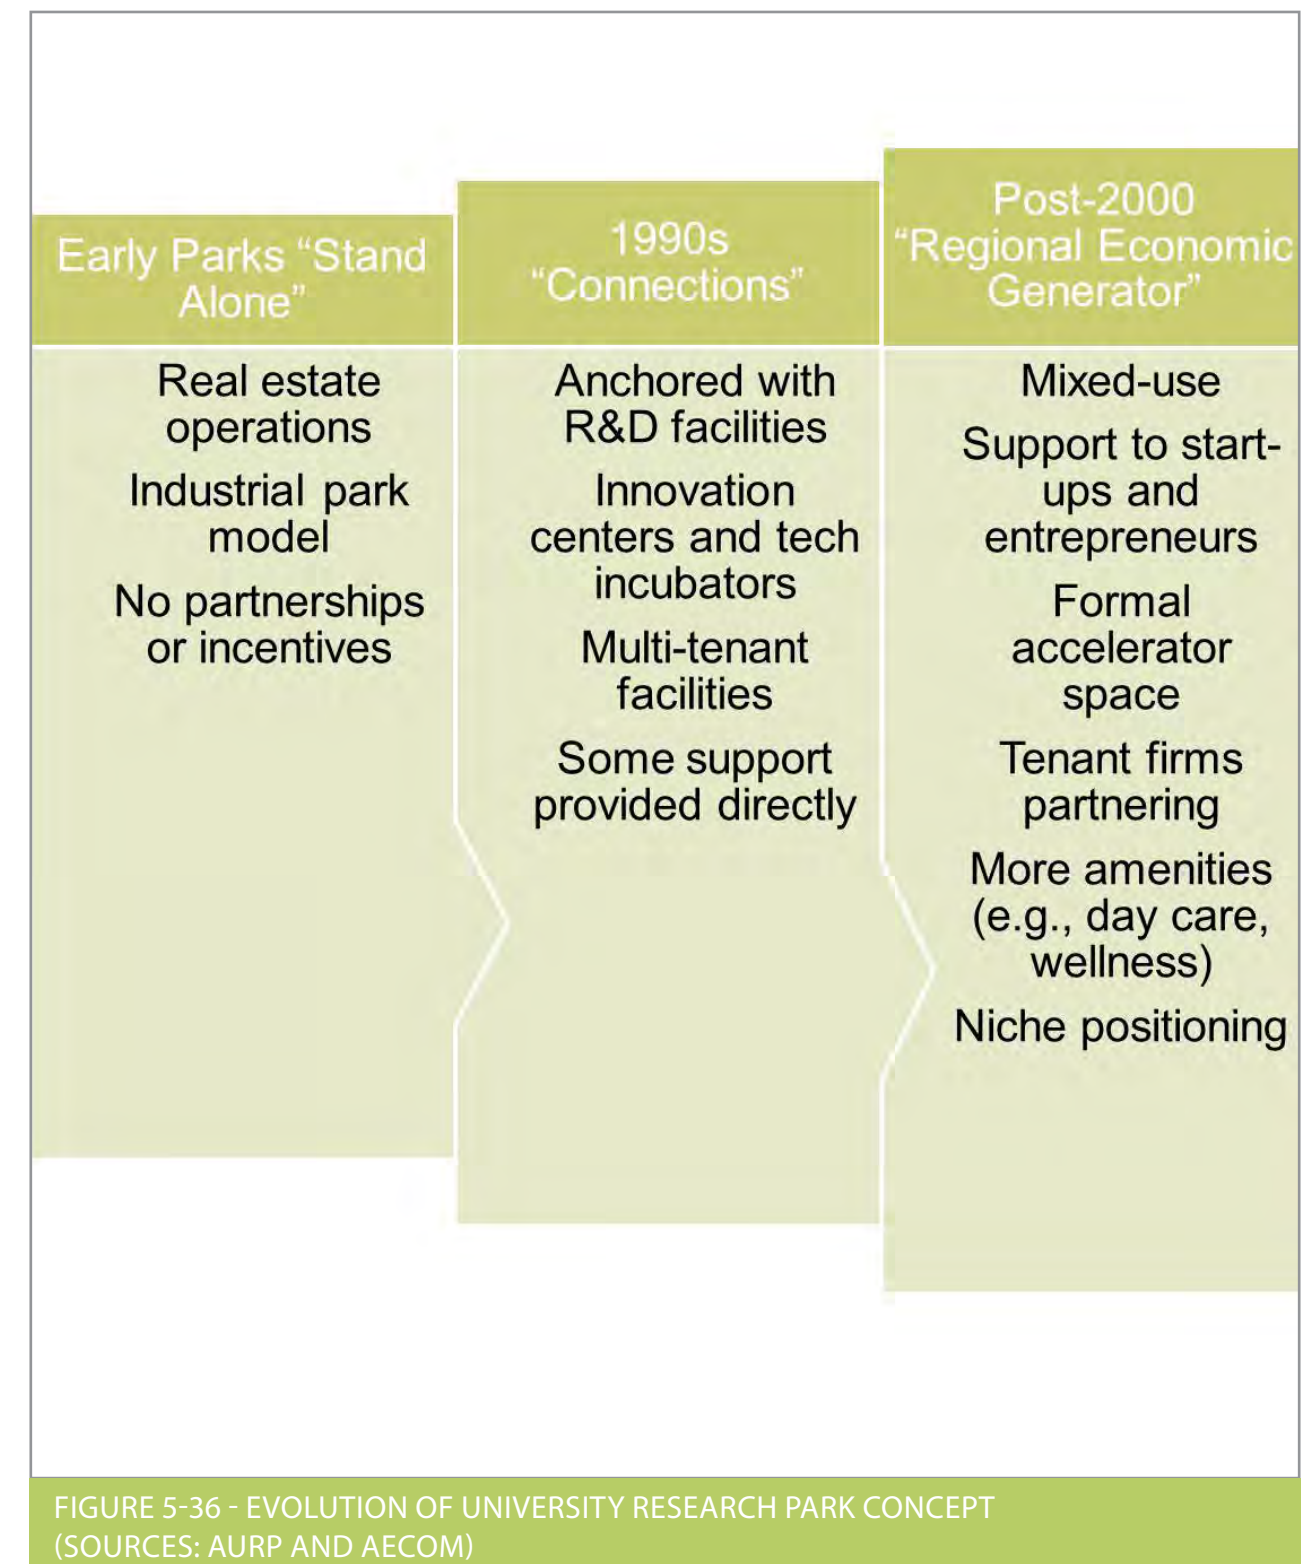 Early Parks “Stand
Alone”
Real estate
operations
Industrial park
model
No partnerships
or incentives
1990s
“Connections”
Anchored with
R&D facilities
Innovation
centers and tech
incubators
Multi-tenant
facilities
Some support
provided directly
Post-2000
“Regional Economic
Generator”
Mixed-use
Support to start-
ups and
entrepreneurs
Formal
accelerator
space
Tenant firms
partnering
More amenities
(e.g., day care,
wellness)
Niche positioning
FIGURE 5-36 - EVOLUTION OF UNIVERSITY RESEARCH PARK CONCEPT
(SOURCES: AURP AND AECOM)